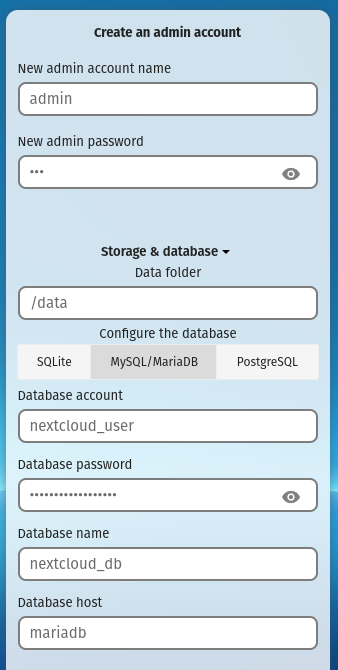 Create an admin account
New admin account name
admin
New admin password
•••
Storage & database
Data folder
/data
Configure the database
SQLite MySQL/MariaDB PostgreSQL
Database account
nextcloud_user
Database password
••••••••••••••••••
Database name
nextcloud_db
Database host
mariadb